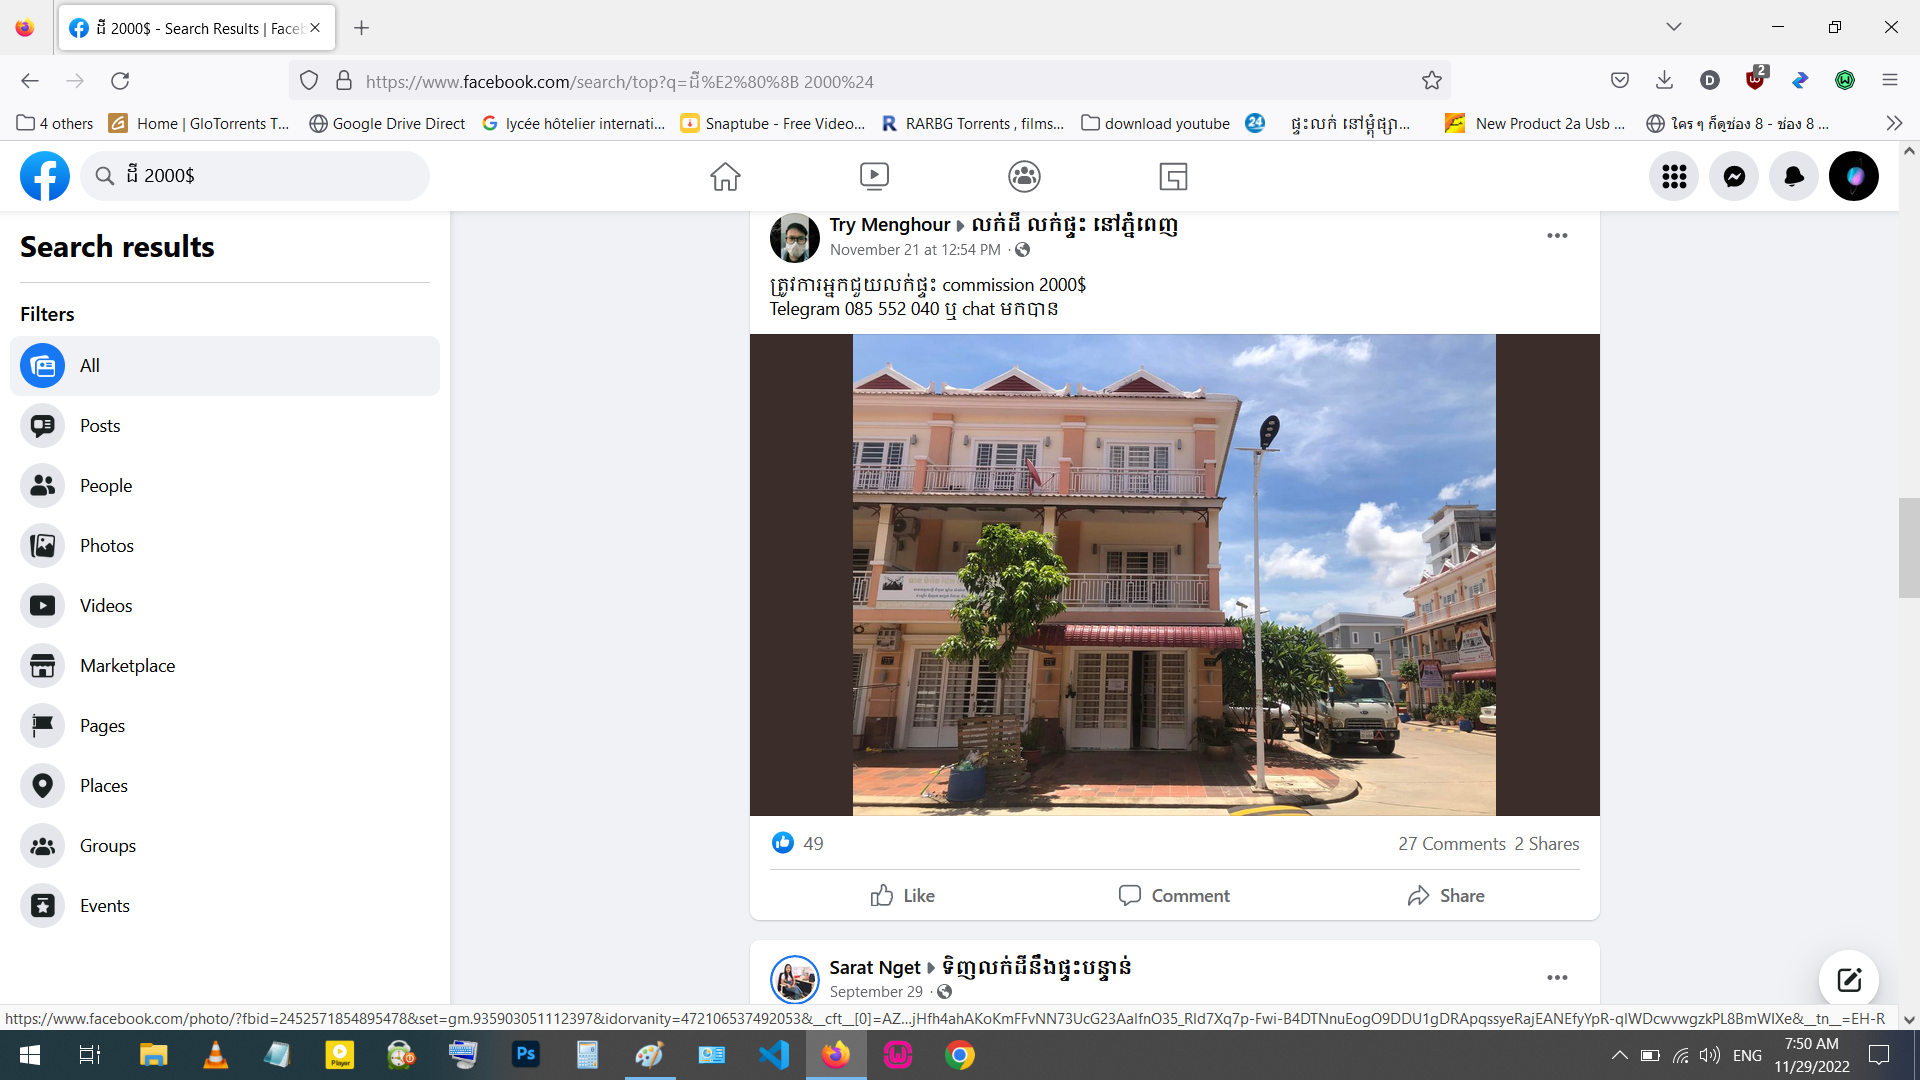 ដី 2000$ - Search Results | Faceb
https://www.facebook.com/search/top?q=ដី%E2%80%8B 2000%24
2
4 others
Home | GloTorrents T...
Google Drive Direct
lycée hôtelier internati...
Snaptube - Free Video...
RARBG Torrents , films...
download youtube
24
ផ្ទះលក់ នៅម្ដុំផ្សា...
New Product 2a Usb ...
ใคร ๆ ก็ดูช่อง 8 - ช่อง 8 ...
ដី 2000$
Search results
Filters
All
Posts
People
Photos
Videos
Marketplace
Pages
Places
Groups
Events
Try Menghour លក់ដី លក់ផ្ទះ នៅភ្នំពេញ
November 21 at 12:54 PM ·
ត្រូវការអ្នកជួយលក់ផ្ទះ commission 2000$
Telegram 085 552 040 ឬ chat មកបាន
49
27 Comments 2 Shares
Like
Comment
Share
Sarat Nget ទិញលក់ដីនឹងផ្ទះបន្ទាន់
September 29 ·
https://www.facebook.com/photo/?fbid=2452571854895478&set=gm.935903051112397&idorvanity=472106537492053&__cft__[0]=AZ...jHfh4ahAKoKmFFvNN73UcG23AaIfnO35_Rld7Xq7p-Fwi-B4DTNnuEogO9DDU1gDRApqssyeRajEANEfyYpR-qlWDcwvwgzkPL8BmWIXe&__tn__=EH-R
Player
Ps
ENG
7:50 AM
11/29/2022